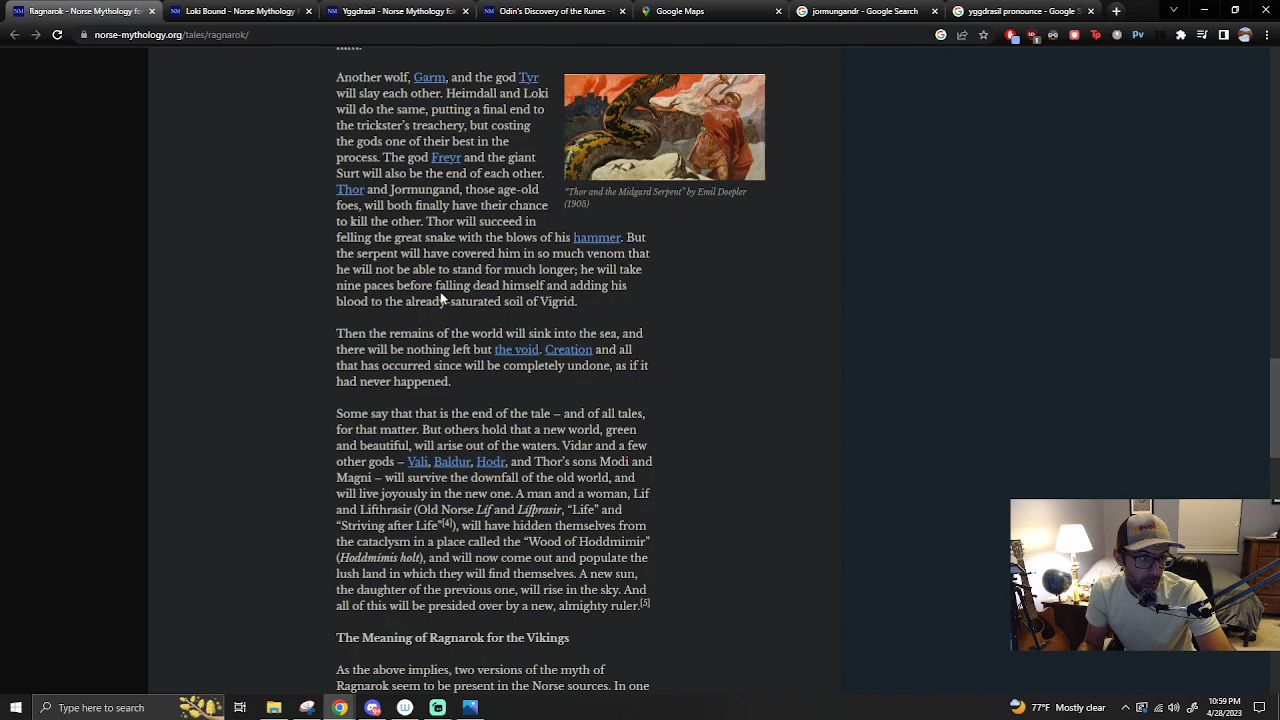 Ragnarok - Norse Mythology for
Loki Bound - Norse Mythology f
Yggdrasil - Norse Mythology for
Odin's Discovery of the Runes -
Google Maps
jormungandr - Google Search
yggdrasil pronounce - Google S
norse-mythology.org/tales/ragnarok/
Another wolf, Garm, and the god Tyr
will slay each other. Heimdall and Loki
will do the same, putting a final end to
the trickster's treachery, but costing
the gods one of their best in the
process. The god Freyr and the giant
Surt will also be the end of each other.
Thor and Jormungand, those age-old
foes, will both finally have their chance
to kill the other. Thor will succeed in
felling the great snake with the blows of his hammer. But
the serpent will have covered him in so much venom that
he will not be able to stand for much longer; he will take
nine paces before falling dead himself and adding his
blood to the already-saturated soil of Vigrid.
"Thor and the Midgard Serpent" by Emil Doepler
(1905)
Then the remains of the world will sink into the sea, and
there will be nothing left but the void. Creation and all
that has occurred since will be completely undone, as if it
had never happened.
Some say that that is the end of the tale – and of all tales,
for that matter. But others hold that a new world, green
and beautiful, will arise out of the waters. Vidar and a few
other gods – Vali, Baldur, Hodr, and Thor's sons Modi and
Magni – will survive the downfall of the old world, and
will live joyously in the new one. A man and a woman, Lif
and Lifthrasir (Old Norse Líf and Lífþrasir, "Life" and
"Striving after Life"[4]), will have hidden themselves from
the cataclysm in a place called the "Wood of Hoddmimir"
(Hoddmímis holt), and will now come out and populate the
lush land in which they will find themselves. A new sun,
the daughter of the previous one, will rise in the sky. And
all of this will be presided over by a new, almighty ruler.[5]
The Meaning of Ragnarok for the Vikings
As the above implies, two versions of the myth of
Ragnarok seem to be present in the Norse sources. In one
Type here to search
77°F Mostly clear
10:59 PM
4/28/2023